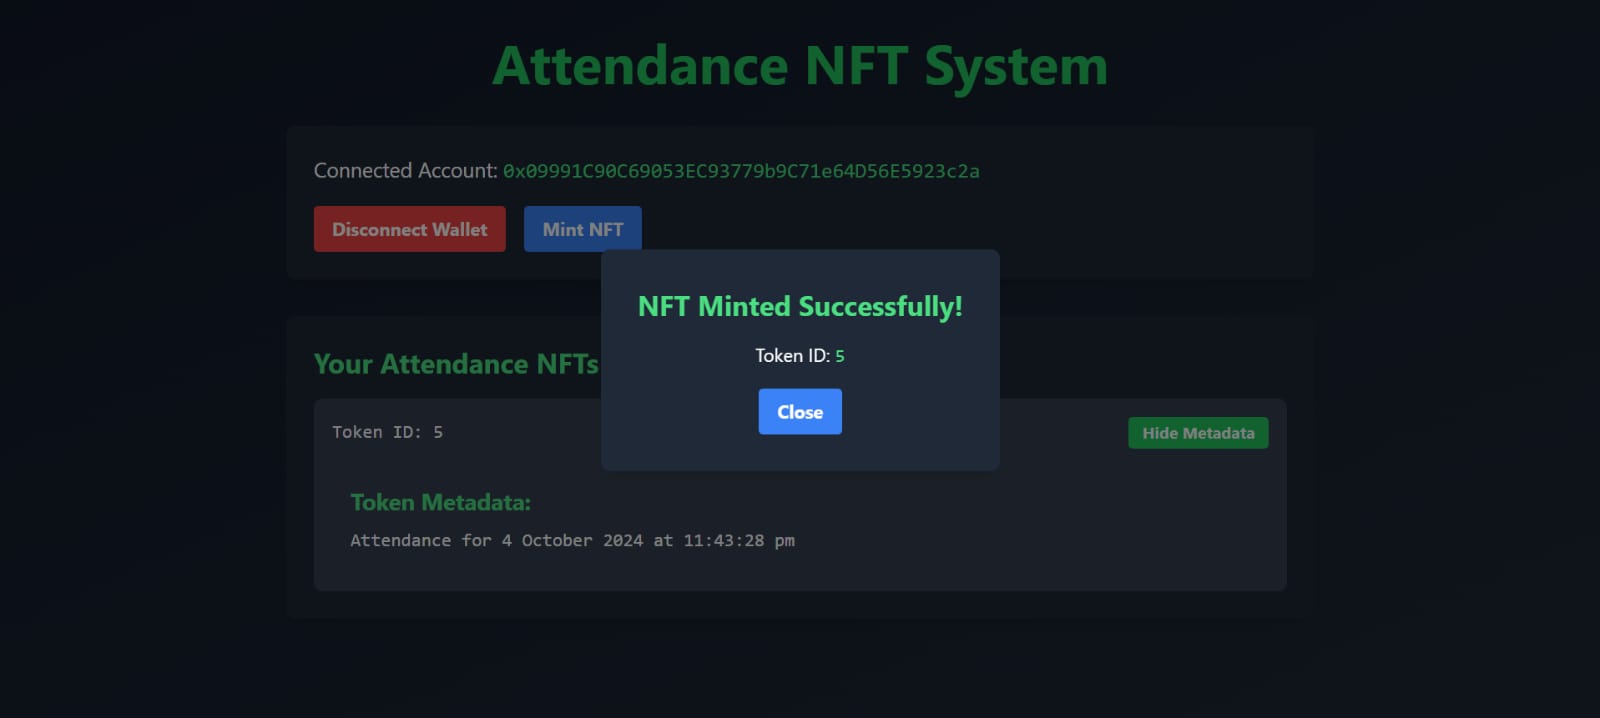 Attendance NFT System
Connected Account: 0x09991C90C69053EC93779b9C71e64D56E5923c2a
Disconnect Wallet
Mint NFT
NFT Minted Successfully!
Token ID: 5
Close
Your Attendance NFTs
Token ID: 5
Hide Metadata
Token Metadata:
Attendance for 4 October 2024 at 11:43:28 pm